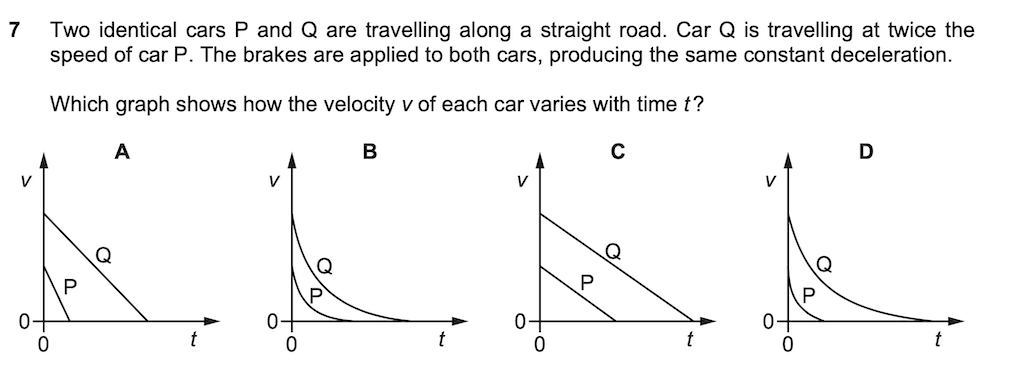 7 Two identical cars P and Q are travelling along a straight road. Car Q is travelling at twice the
speed of car P. The brakes are applied to both cars, producing the same constant deceleration.
Which graph shows how the velocity v of each car varies with time t?
A B C D
v v v v
Q Q Q Q
P P P P
0 0 0 0
0 t 0 t 0 t 0 t